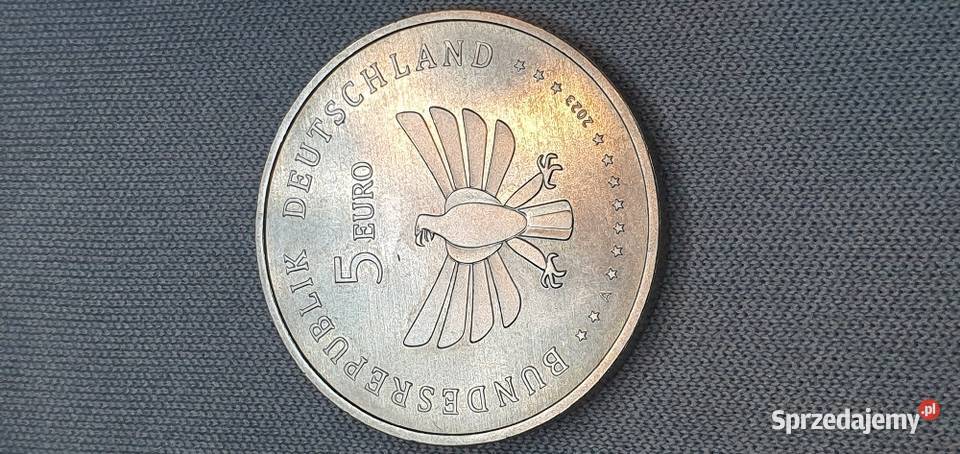 BUNDESREPUBLIK DEUTSCHLAND
5 EURO
2023
A
Sprzedajemy.pl